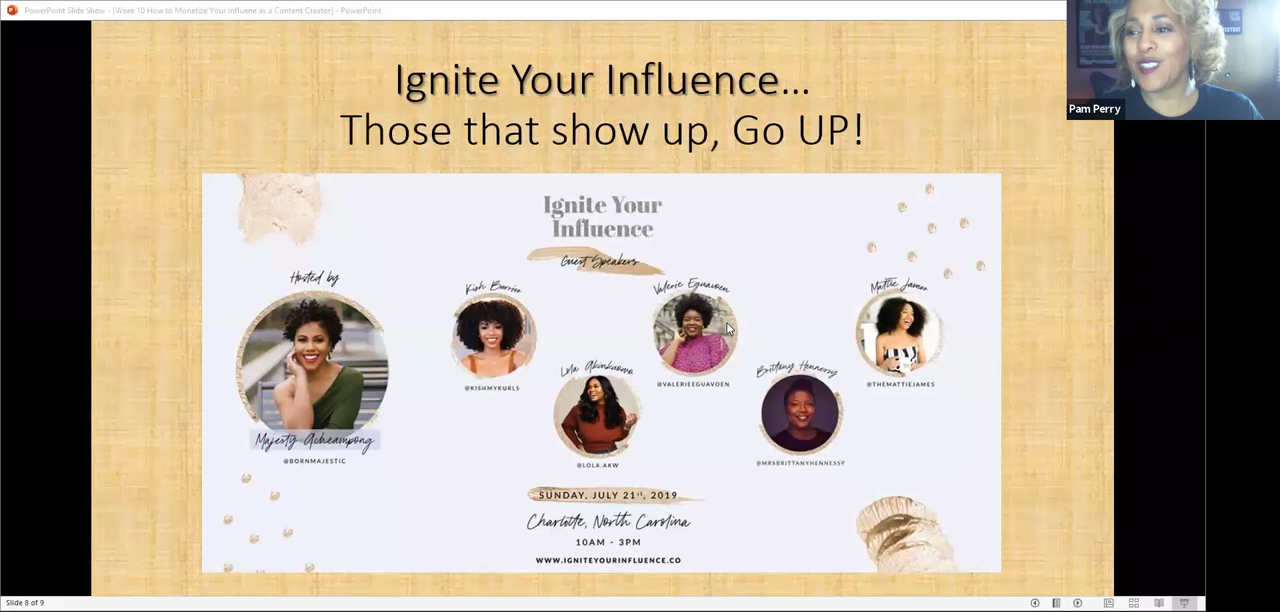 PowerPoint Slide Show - [Week 10 How to Monetize Your Influene as a Content Creator] - PowerPoint
Pam Perry
Ignite Your Influence...
Those that show up, Go UP!
Ignite Your
Influence
Guest Speakers
Hosted by
Kish Burries
Valerie Eguavoen
Mattie James
@KISHMYKURLS
@VALERIEEGUAVOEN
@THEMATTIEJAMES
Lola Akinkuowo
Brittany Hennessy
Majesty Acheampong
@BORNMAJESTIC
@LOLA.AKW
@MRSBRITTANYHENNESSY
SUNDAY, JULY 21st, 2019
Charlotte, North Carolina
10AM - 3PM
WWW.IGNITEYOURINFLUENCE.CO
Slide 8 of 9